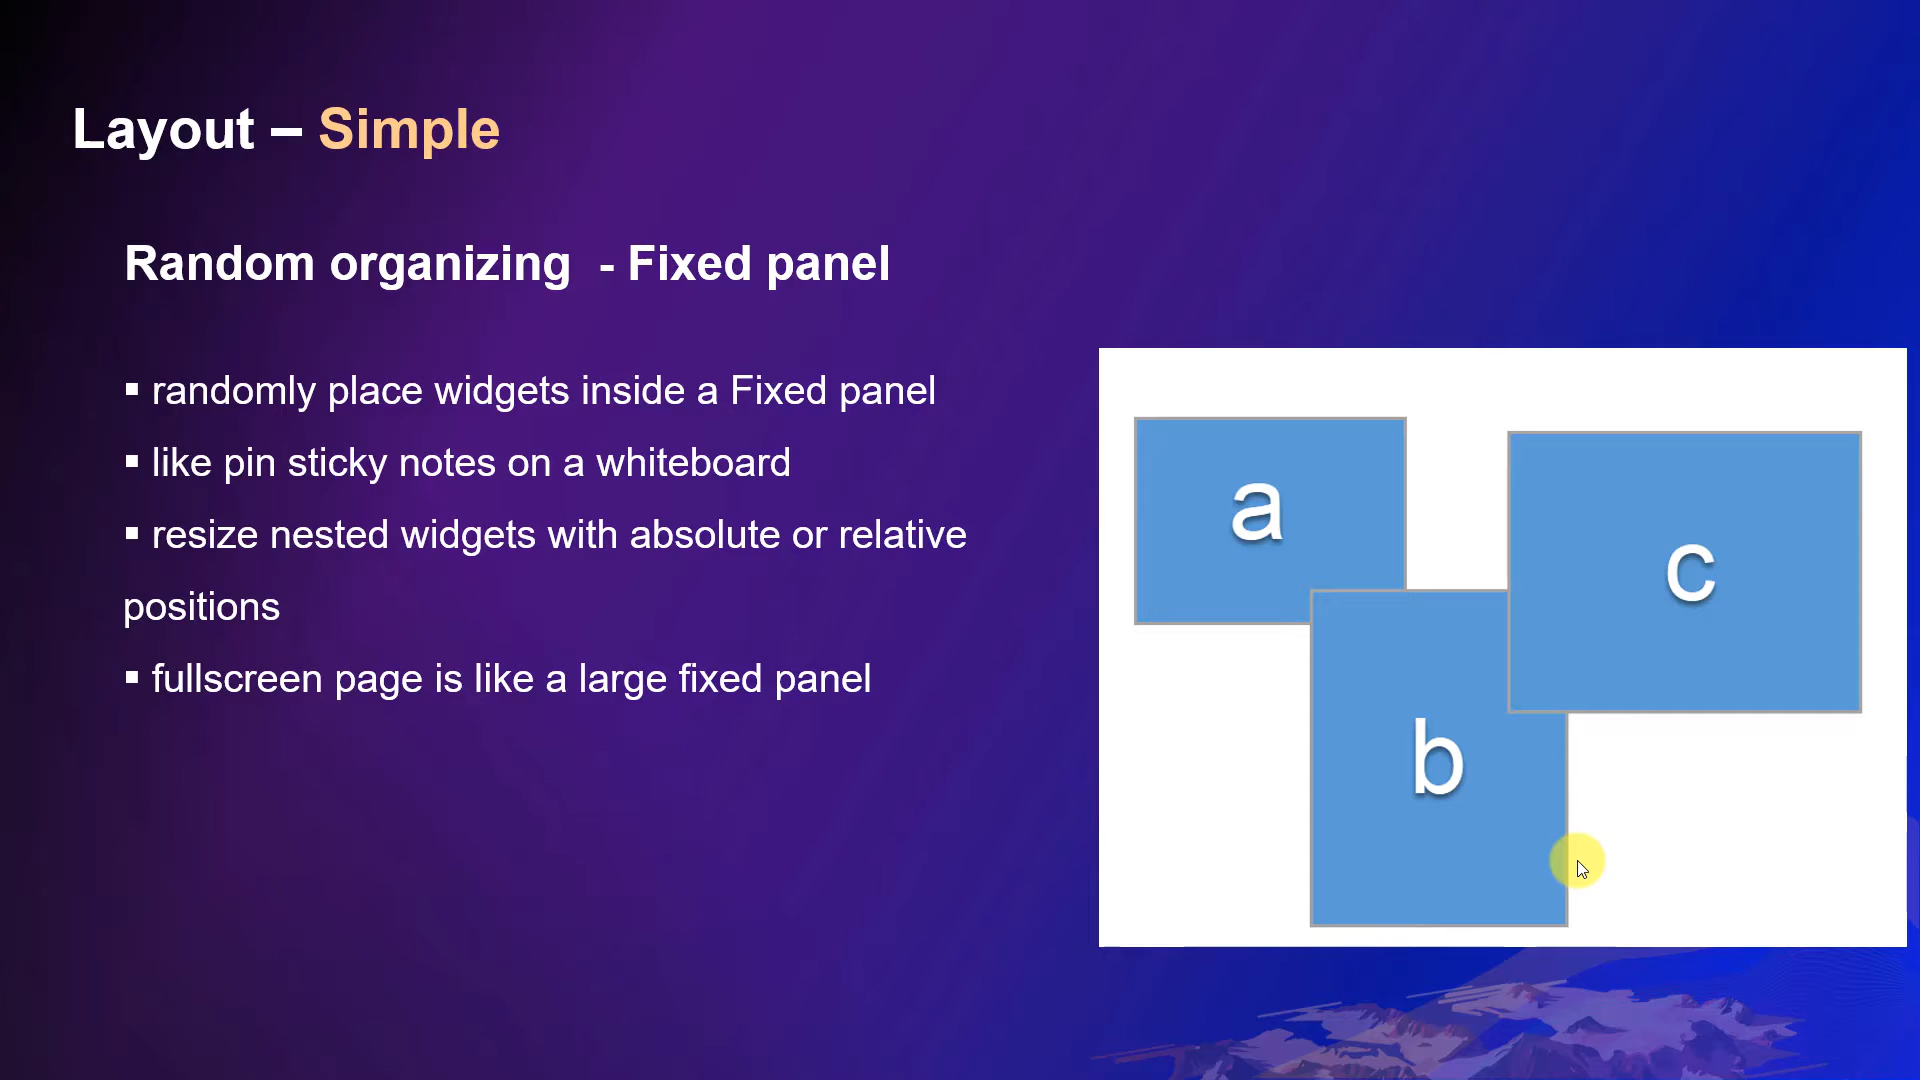 Layout – Simple
Random organizing  - Fixed panel
▪ randomly place widgets inside a Fixed panel
▪ like pin sticky notes on a whiteboard
▪ resize nested widgets with absolute or relative
positions
▪ fullscreen page is like a large fixed panel
a
c
b